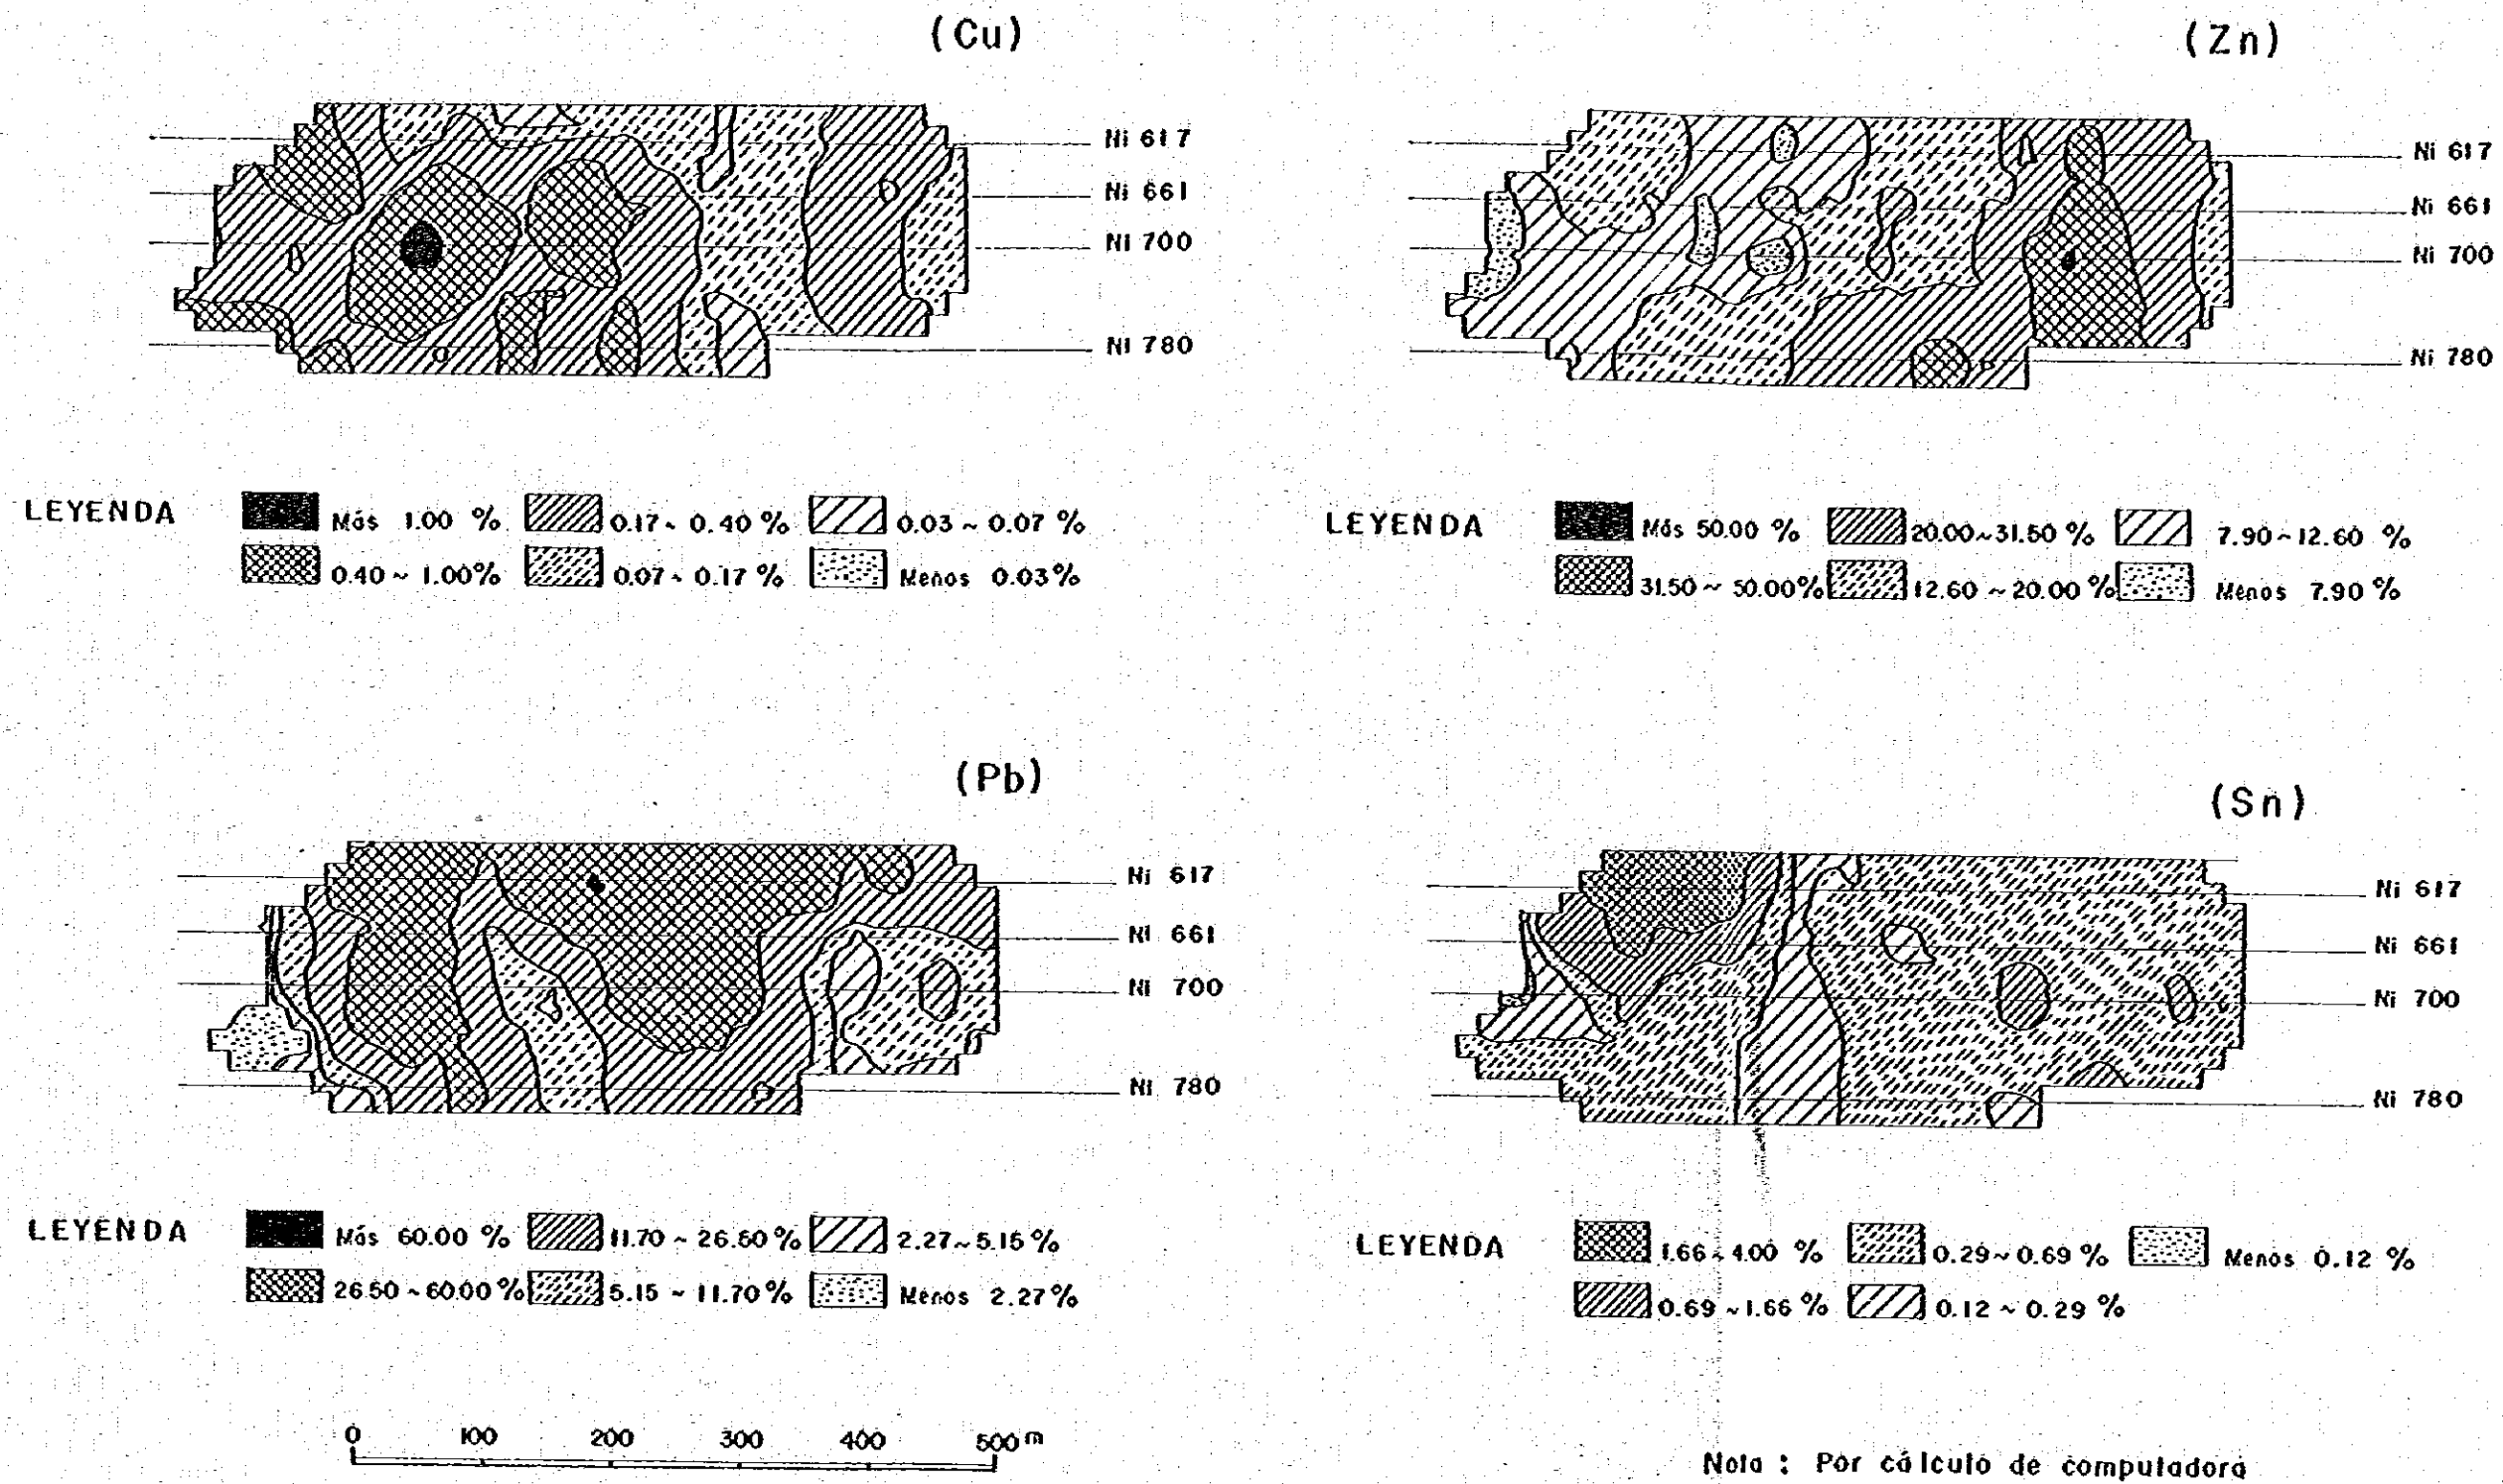 (Cu)
Ni 617
Ni 661
Ni 700
Ni 780
LEYENDA
Más 1.00 %
0.17~ 0.40 %
0.03 ~ 0.07 %
0.40 ~ 1.00%
0.07~ 0.17 %
Menos 0.03%
(Zn)
Ni 617
Ni 661
Ni 700
Ni 780
LEYENDA
Más 50.00 %
20.00~31.50 %
7.90~12.60 %
31.50 ~ 50.00%
12.60 ~20.00 %
Menos 7.90 %
(Pb)
Ni 617
Ni 661
Ni 700
Ni 780
LEYENDA
Más 60.00 %
11.70 ~ 26.50 %
2.27~5.15 %
26.50 ~60.00 %
5.15 ~ 11.70 %
Menos 2.27%
(Sn)
Ni 617
Ni 661
Ni 700
Ni 780
LEYENDA
1.66~4.00 %
0.29~ 0.69 %
Menos 0.12 %
0.69 ~1.66 %
0.12 ~ 0.29 %
0 100 200 300 400 500 m
Nota : Por cálculo de computadora